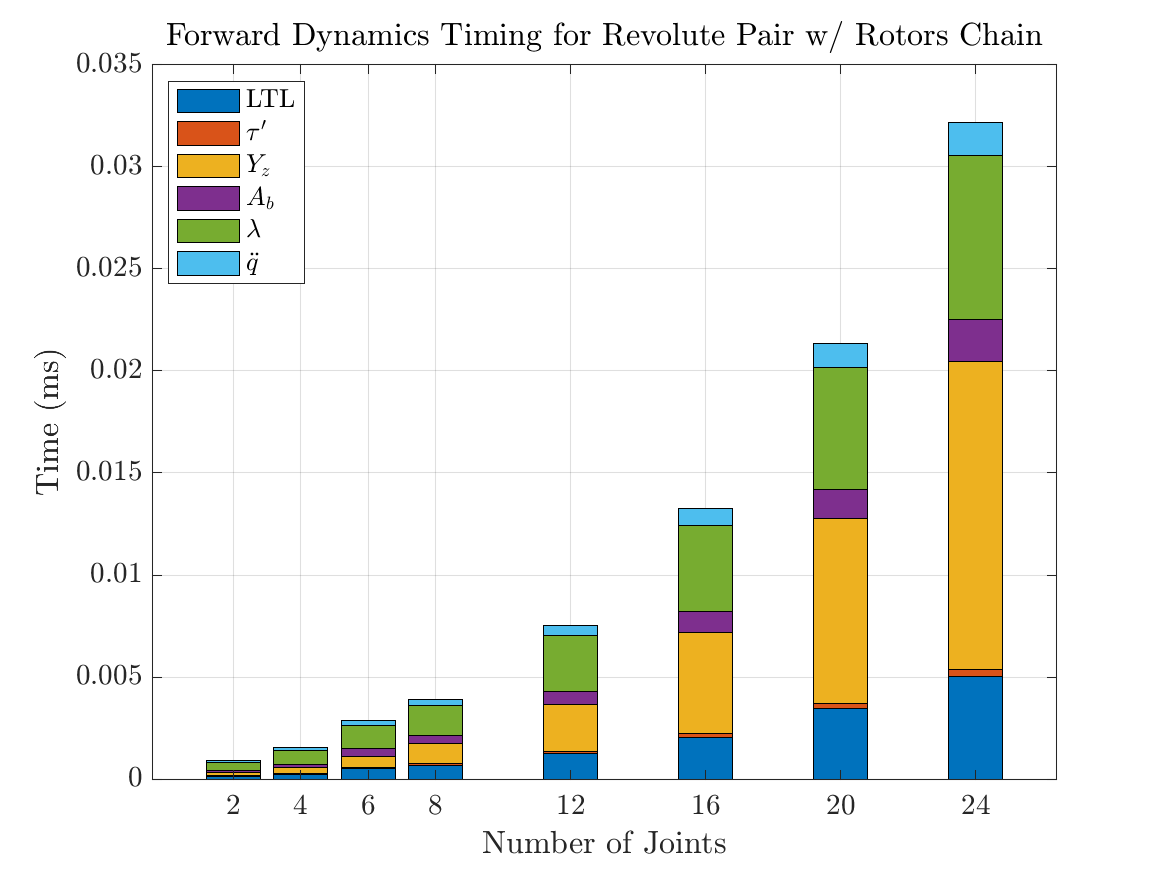 Forward Dynamics Timing for Revolute Pair w/ Rotors Chain
0.035
0.03
0.025
0.02
0.015
0.01
0.005
0
Time (ms)
LTL
τ′
Y_z
A_b
λ
q̈
2 4 6 8 12 16 20 24
Number of Joints